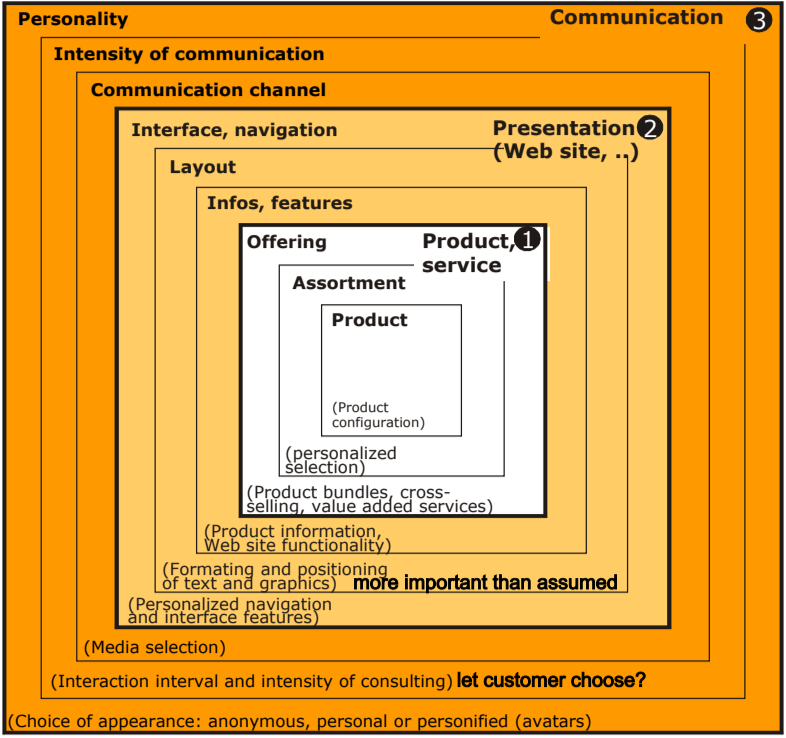 Personality
Communication
3
Intensity of communication
Communication channel
Interface, navigation
Presentation 2
(Web site, ..)
Layout
Infos, features
Offering
Product, 1
service
Assortment
Product
(Product
configuration)
(personalized
selection)
(Product bundles, cross-
selling, value added services)
(Product information,
Web site functionality)
(Formating and positioning
of text and graphics) more important than assumed
(Personalized navigation
and interface features)
(Media selection)
(Interaction interval and intensity of consulting) let customer choose?
(Choice of appearance: anonymous, personal or personified (avatars)